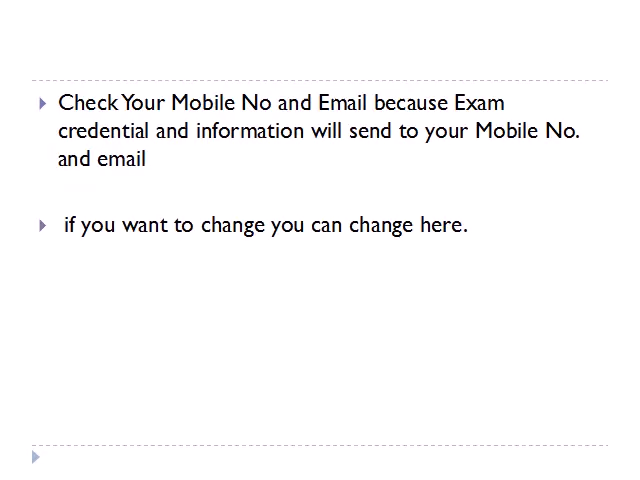 Check Your Mobile No and Email because Exam
credential and information will send to your Mobile No.
and email
if you want to change you can change here.